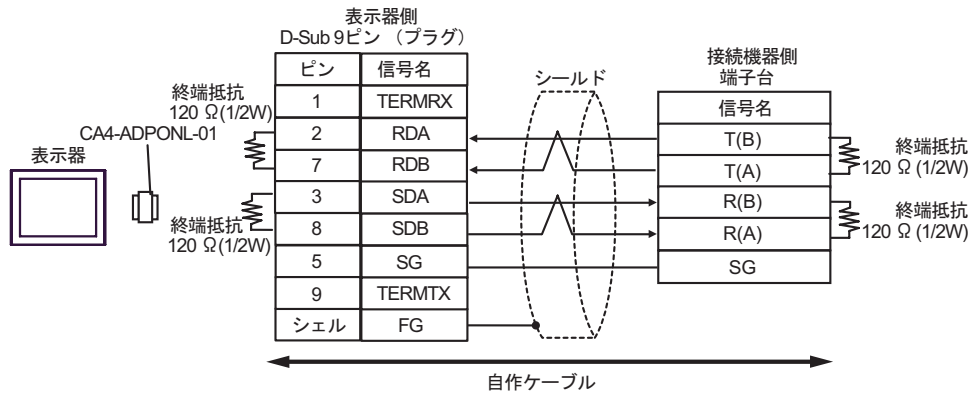 表示器側
D-Sub 9ピン （プラグ）
ピン 信号名
1 TERMRX
2 RDA
7 RDB
3 SDA
8 SDB
5 SG
9 TERMTX
シェル FG
終端抵抗
120 Ω(1/2W)
CA4-ADPONL-01
表示器
終端抵抗
120 Ω(1/2W)
シールド
接続機器側
端子台
信号名
T(B)
T(A)
R(B)
R(A)
SG
終端抵抗
120 Ω (1/2W)
終端抵抗
120 Ω (1/2W)
自作ケーブル